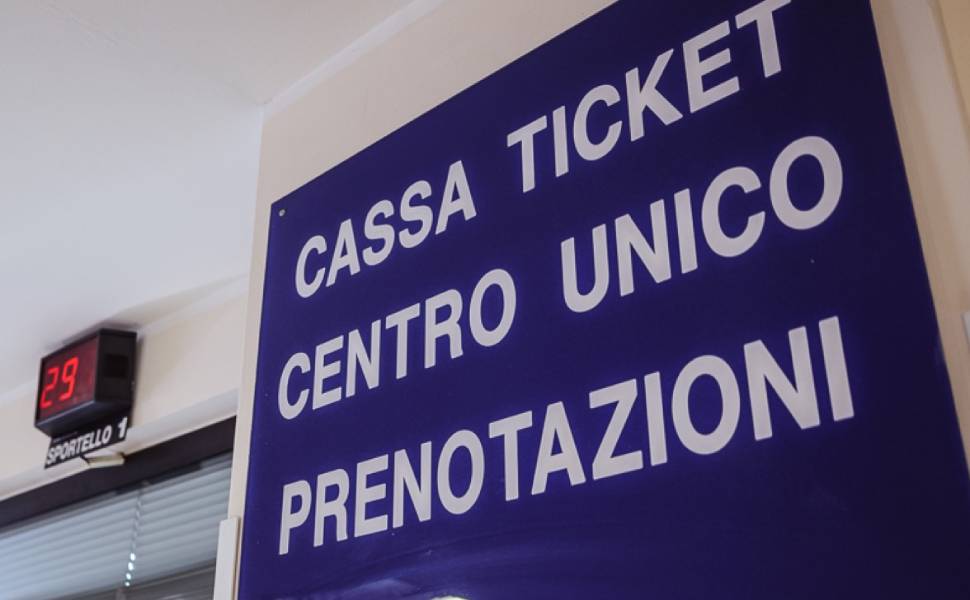 CASSA TICKET
CENTRO UNICO
PRENOTAZIONI
29
SPORTELLO 1